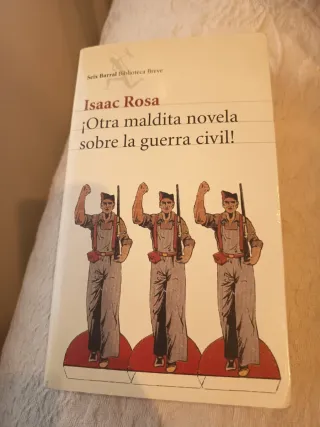 Seix Barral Biblioteca Breve
Isaac Rosa
¡Otra maldita novela
sobre la guerra civil!